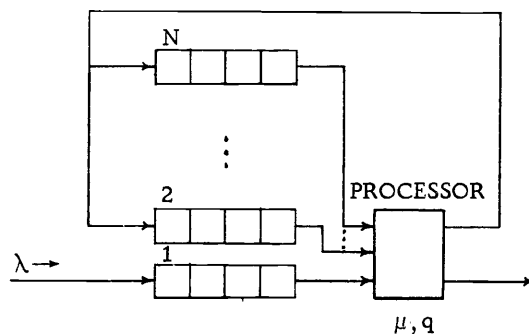 N
PROCESSOR
2
1
λ→
μ, q